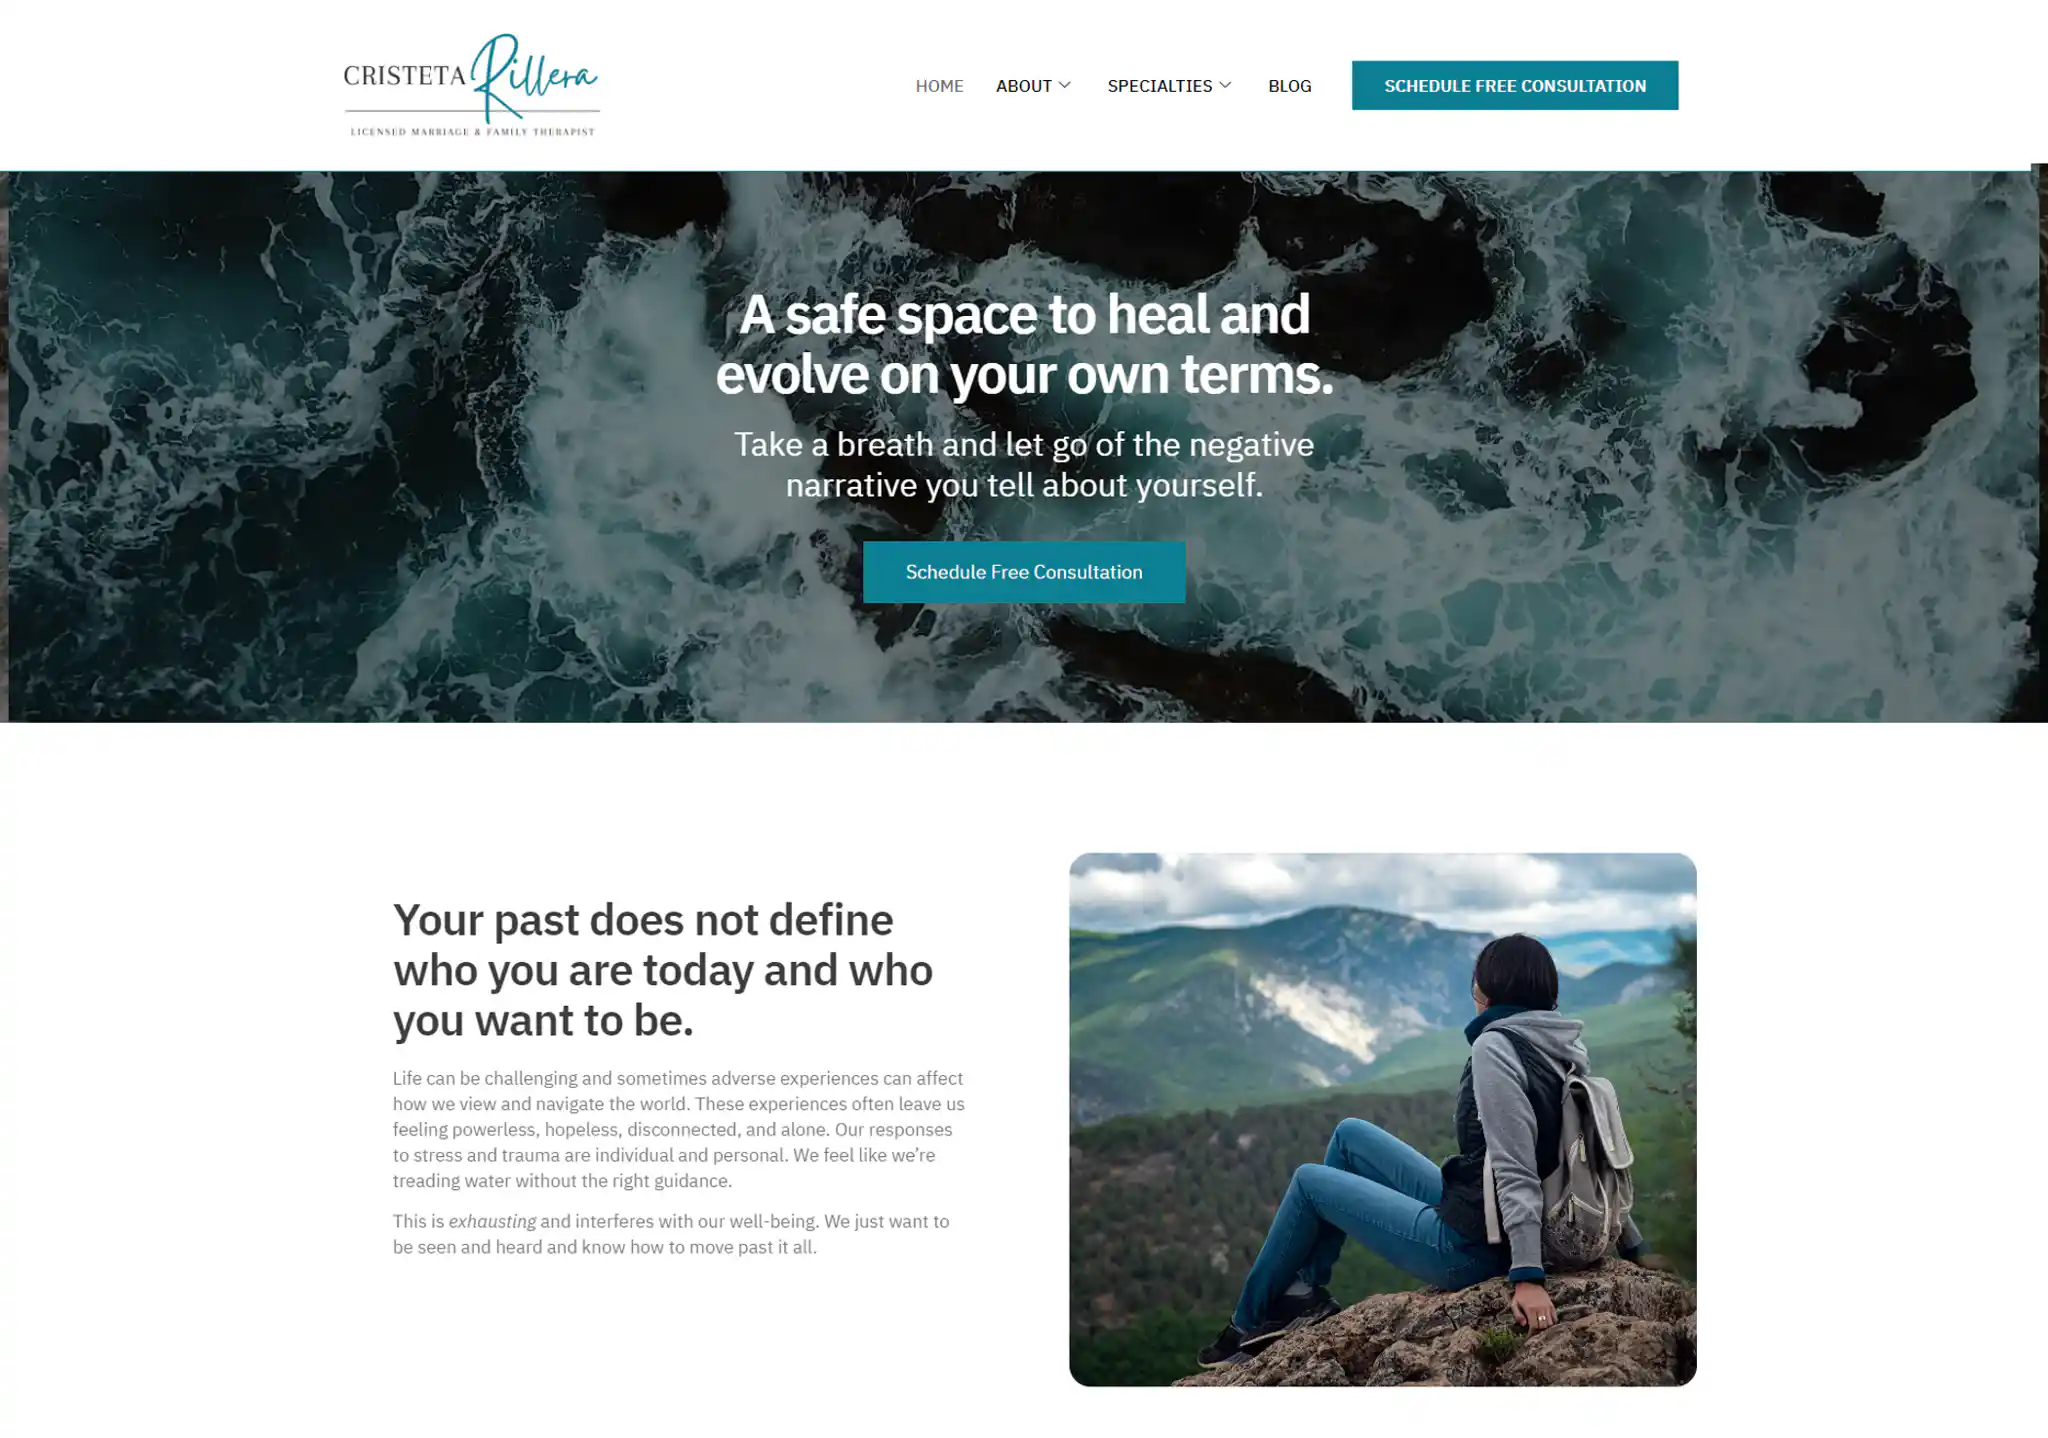 CRISTETA Rillera
LICENSED MARRIAGE & FAMILY THERAPIST
HOME
ABOUT
SPECIALTIES
BLOG
SCHEDULE FREE CONSULTATION
A safe space to heal and
evolve on your own terms.
Take a breath and let go of the negative
narrative you tell about yourself.
Schedule Free Consultation
Your past does not define
who you are today and who
you want to be.
Life can be challenging and sometimes adverse experiences can affect
how we view and navigate the world. These experiences often leave us
feeling powerless, hopeless, disconnected, and alone. Our responses
to stress and trauma are individual and personal. We feel like we’re
treading water without the right guidance.
This is exhausting and interferes with our well-being. We just want to
be seen and heard and know how to move past it all.